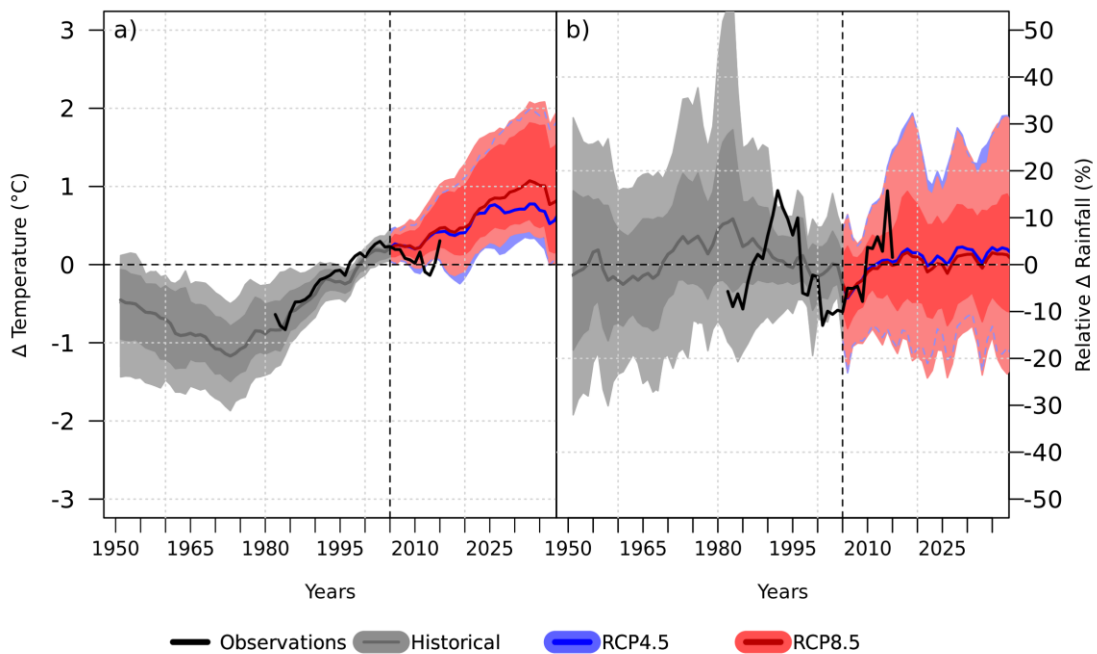 a)
b)
Δ Temperature (°C)
3
2
1
0
-1
-2
-3
1950 1965 1980 1995 2010 2025
Years
1950 1965 1980 1995 2010 2025
Years
50
40
30
20
10
0
-10
-20
-30
-40
-50
Relative Δ Rainfall (%)
Observations Historical RCP4.5 RCP8.5